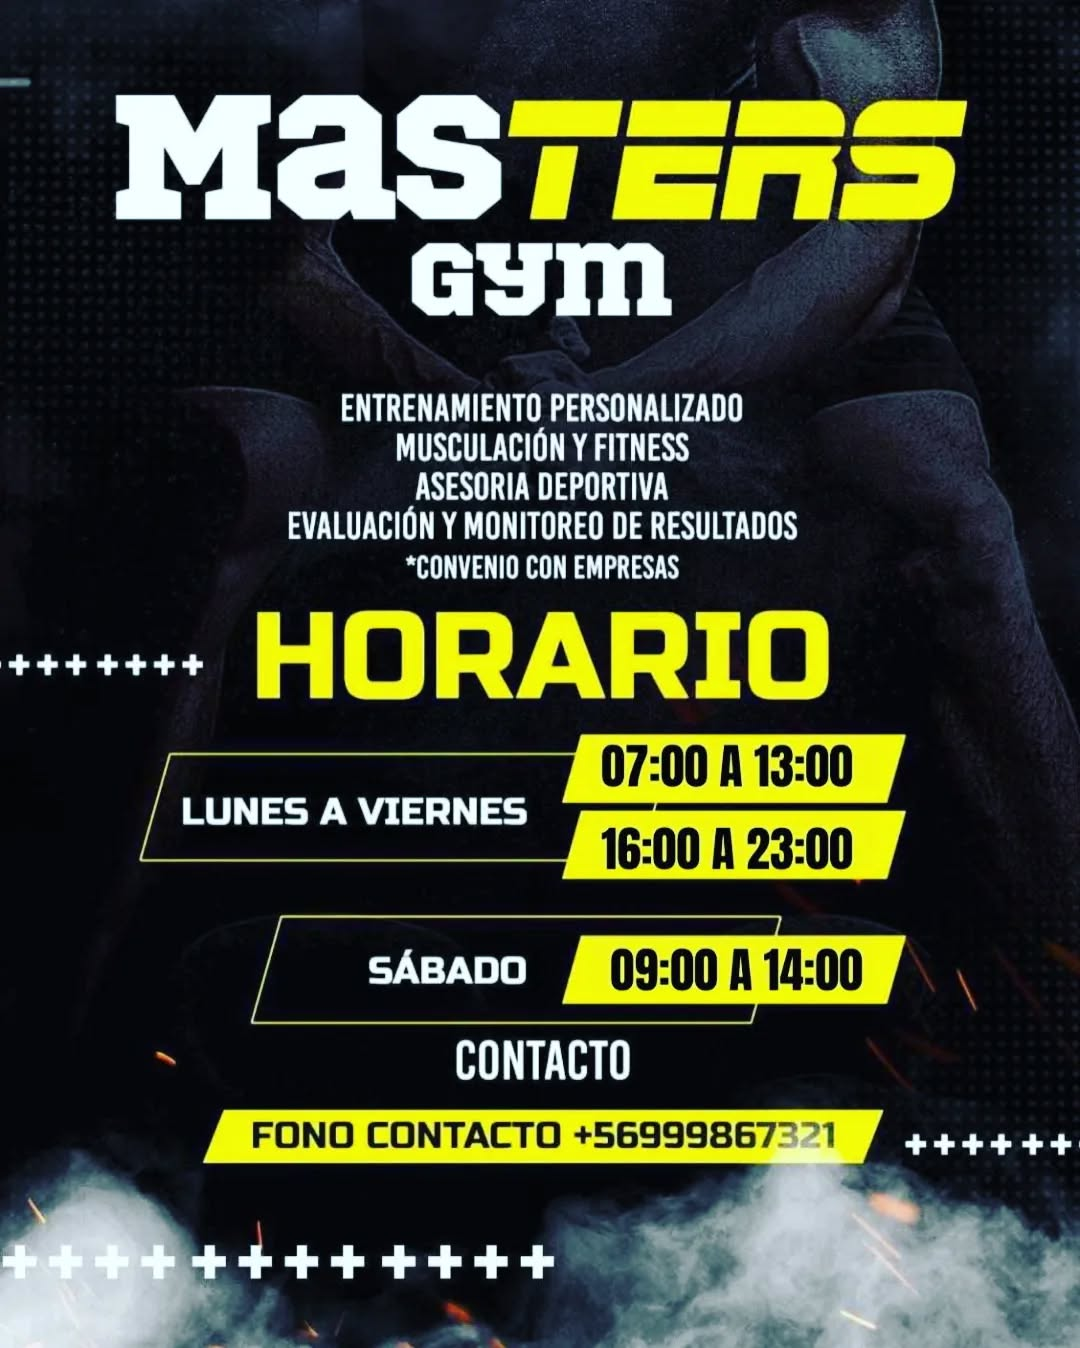 MasTERS
GYM
ENTRENAMIENTO PERSONALIZADO
MUSCULACIÓN Y FITNESS
ASESORIA DEPORTIVA
EVALUACIÓN Y MONITOREO DE RESULTADOS
*CONVENIO CON EMPRESAS
HORARIO
LUNES A VIERNES
07:00 A 13:00
16:00 A 23:00
SÁBADO
09:00 A 14:00
CONTACTO
FONO CONTACTO +56999867321